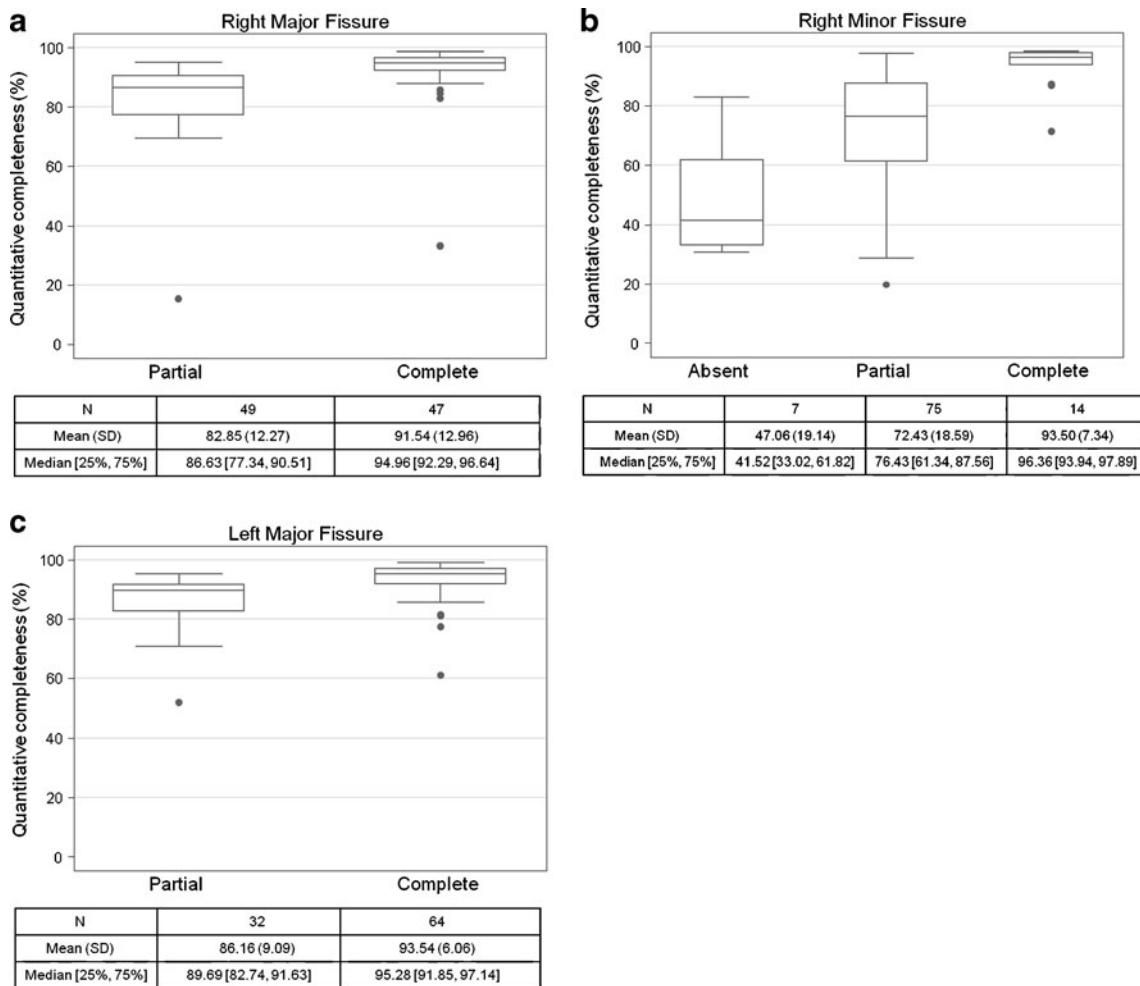 a
Right Major Fissure
Quantitative completeness (%)
100
80
60
40
20
0
Partial Complete
N 49 47
Mean (SD) 82.85 (12.27) 91.54 (12.96)
Median [25%, 75%] 86.63 [77.34, 90.51] 94.96 [92.29, 96.64]
b
Right Minor Fissure
Quantitative completeness (%)
100
80
60
40
20
0
Absent Partial Complete
N 7 75 14
Mean (SD) 47.06 (19.14) 72.43 (18.59) 93.50 (7.34)
Median [25%, 75%] 41.52 [33.02, 61.82] 76.43 [61.34, 87.56] 96.36 [93.94, 97.89]
c
Left Major Fissure
Quantitative completeness (%)
100
80
60
40
20
0
Partial Complete
N 32 64
Mean (SD) 86.16 (9.09) 93.54 (6.06)
Median [25%, 75%] 89.69 [82.74, 91.63] 95.28 [91.85, 97.14]